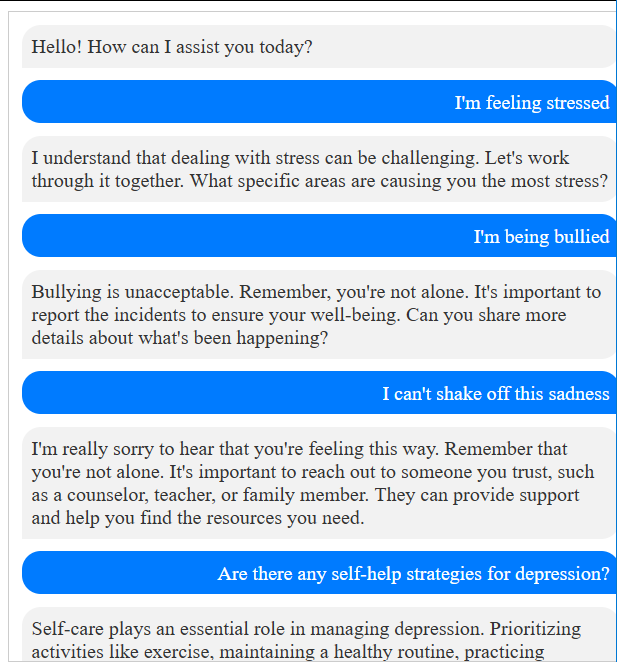 Hello! How can I assist you today?
I'm feeling stressed
I understand that dealing with stress can be challenging. Let's work
through it together. What specific areas are causing you the most stress?
I'm being bullied
Bullying is unacceptable. Remember, you're not alone. It's important to
report the incidents to ensure your well-being. Can you share more
details about what's been happening?
I can't shake off this sadness
I'm really sorry to hear that you're feeling this way. Remember that
you're not alone. It's important to reach out to someone you trust, such
as a counselor, teacher, or family member. They can provide support
and help you find the resources you need.
Are there any self-help strategies for depression?
Self-care plays an essential role in managing depression. Prioritizing
activities like exercise, maintaining a healthy routine, practicing